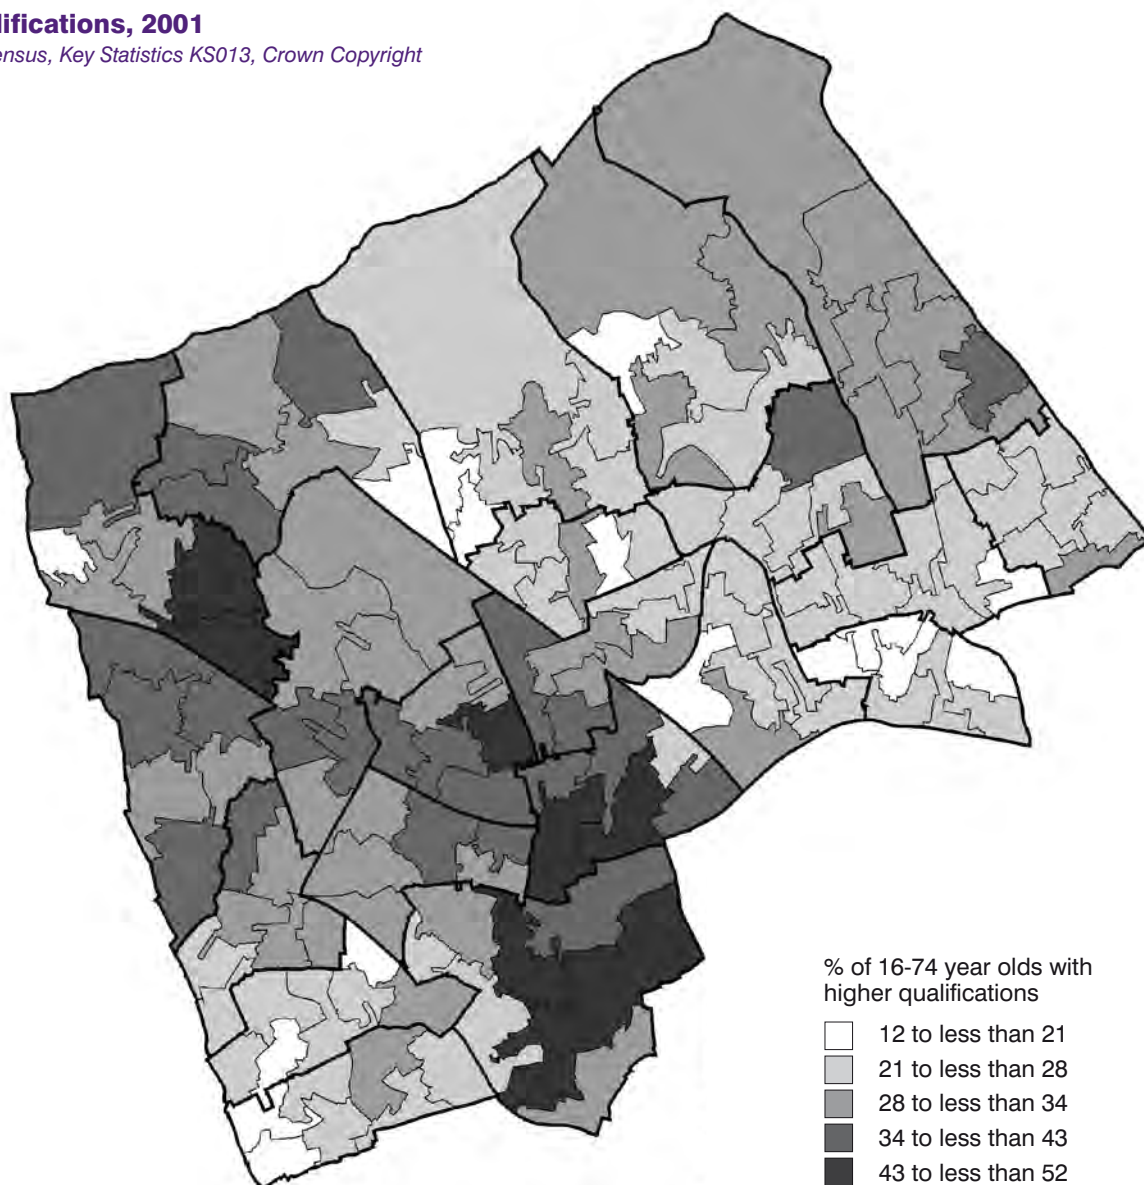 lifications, 2001
ensus, Key Statistics KS013, Crown Copyright
% of 16-74 year olds with
higher qualifications
12 to less than 21
21 to less than 28
28 to less than 34
34 to less than 43
43 to less than 52